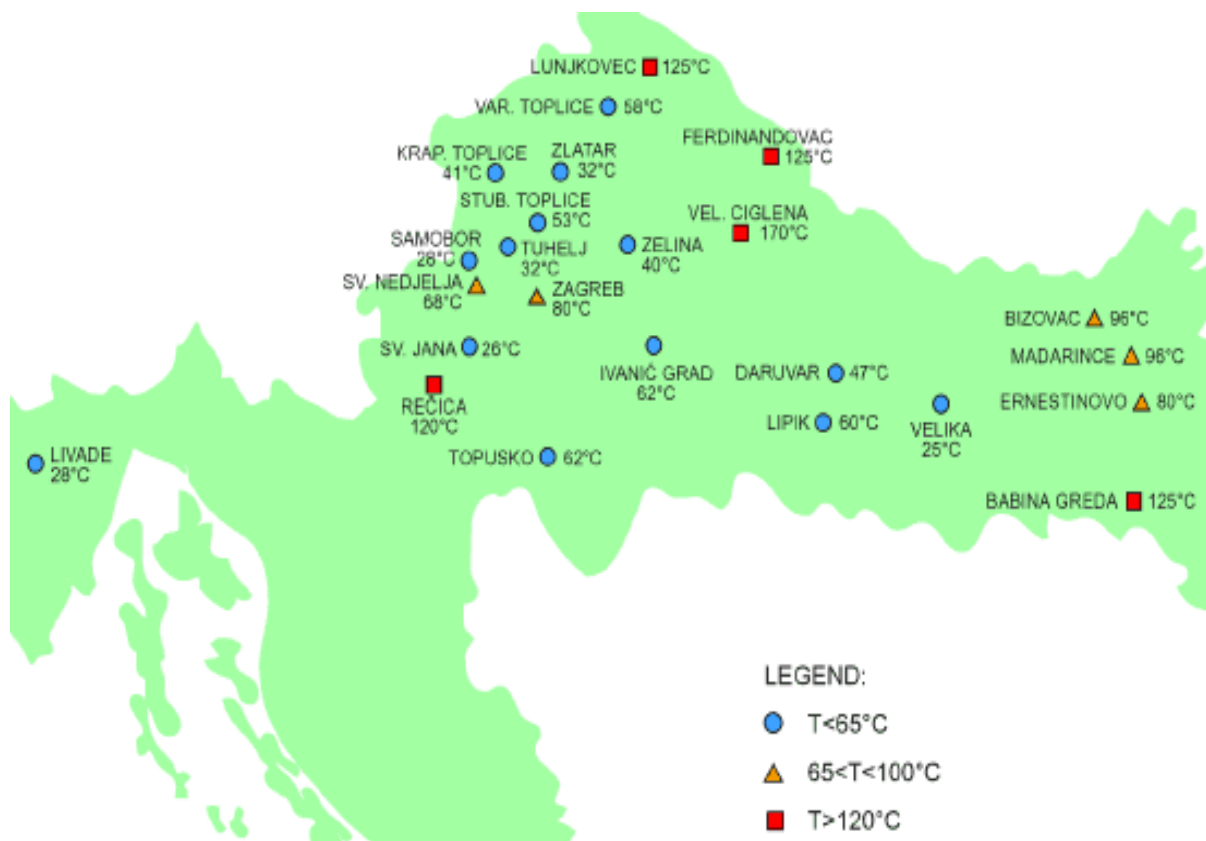 LUNJKOVEC 125°C
VAR. TOPLICE 58°C
FERDINANDOVAC
125°C
KRAP. TOPLICE
41°C
ZLATAR
32°C
STUB. TOPLICE
53°C
VEL. CIGLENA
170°C
SAMOBOR
28°C
TUHELJ
32°C
ZELINA
40°C
SV. NEDJELJA
68°C
ZAGREB
80°C
BIZOVAC 96°C
SV. JANA 26°C
MADARINCE 96°C
IVANIĆ GRAD
62°C
DARUVAR 47°C
REČICA
120°C
ERNESTINOVO 80°C
LIPIK 60°C
VELIKA
25°C
LIVADE
28°C
TOPUSKO 62°C
BABINA GREDA 125°C
LEGEND:
T<65°C
65<T<100°C
T>120°C